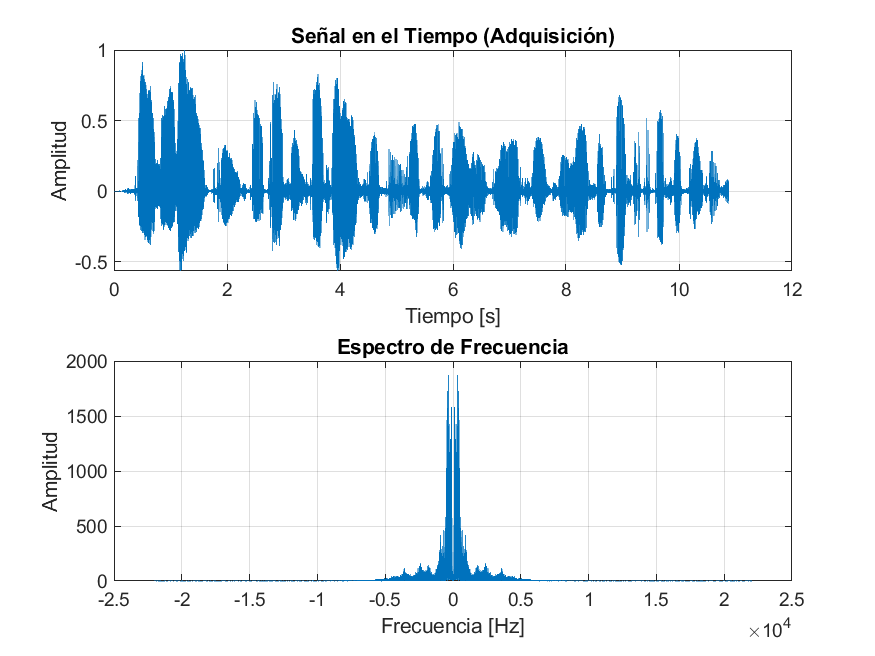 Señal en el Tiempo (Adquisición)
Amplitud
1
0.5
0
-0.5
0 2 4 6 8 10 12
Tiempo [s]
Espectro de Frecuencia
Amplitud
2000
1500
1000
500
0
-2.5 -2 -1.5 -1 -0.5 0 0.5 1 1.5 2 2.5
Frecuencia [Hz]
×10⁴